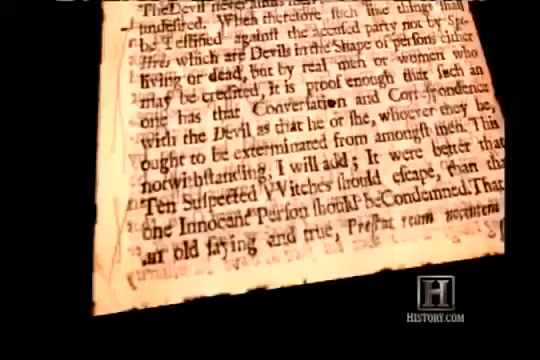 The Devil never
undesired. When therefore such like things shall
be Testified against the accused party not by Spe-
ctres which are Devils in the Shape of persons either
living or dead, but by real men or women who
may be credited, it is proof enough that such an
one has that Conversation and Correspondence
with the Devil as that he or she, whoever they be,
ought to be exterminated from amongst men. This
notwithstanding, I will add; It were better that
Ten Suspected Witches should escape, than tha
one Innocent Person should be Condemned. That
an old saying and true, Prestat reum nocentem
H
HISTORY.COM